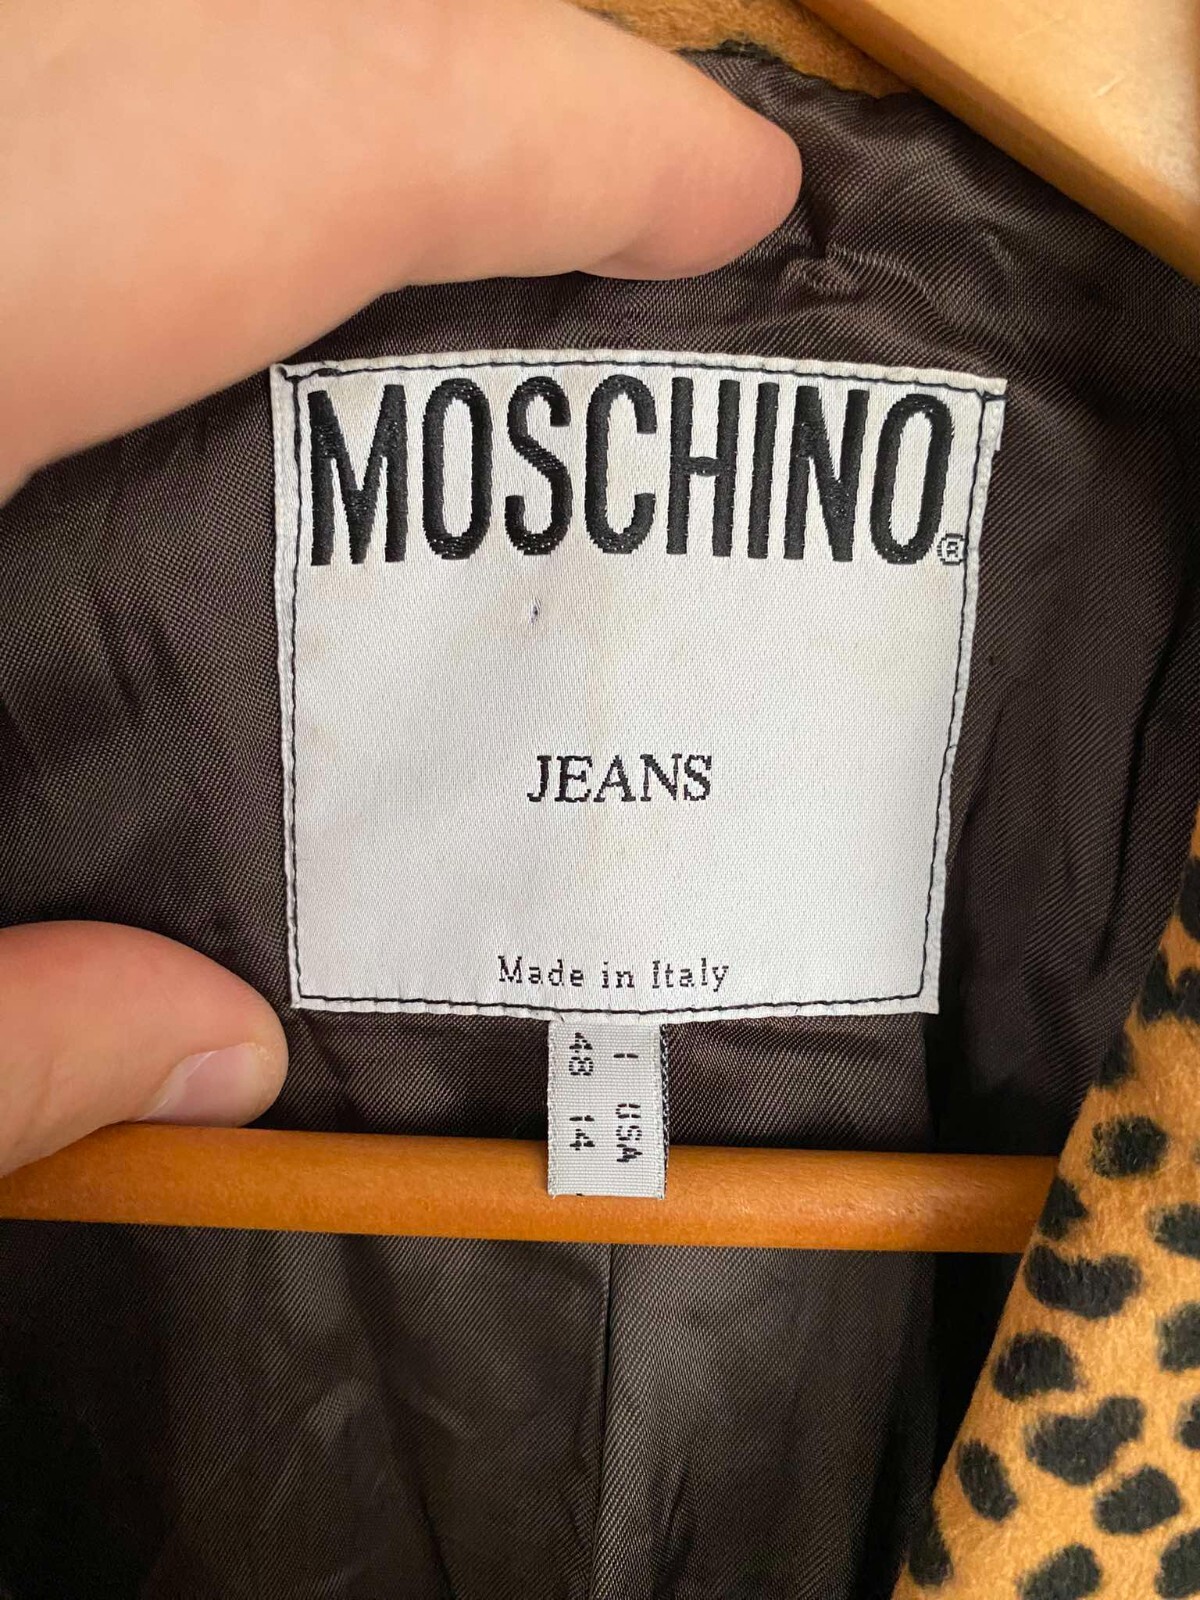 MOSCHINO®
JEANS
Made in Italy
I USA
48 14